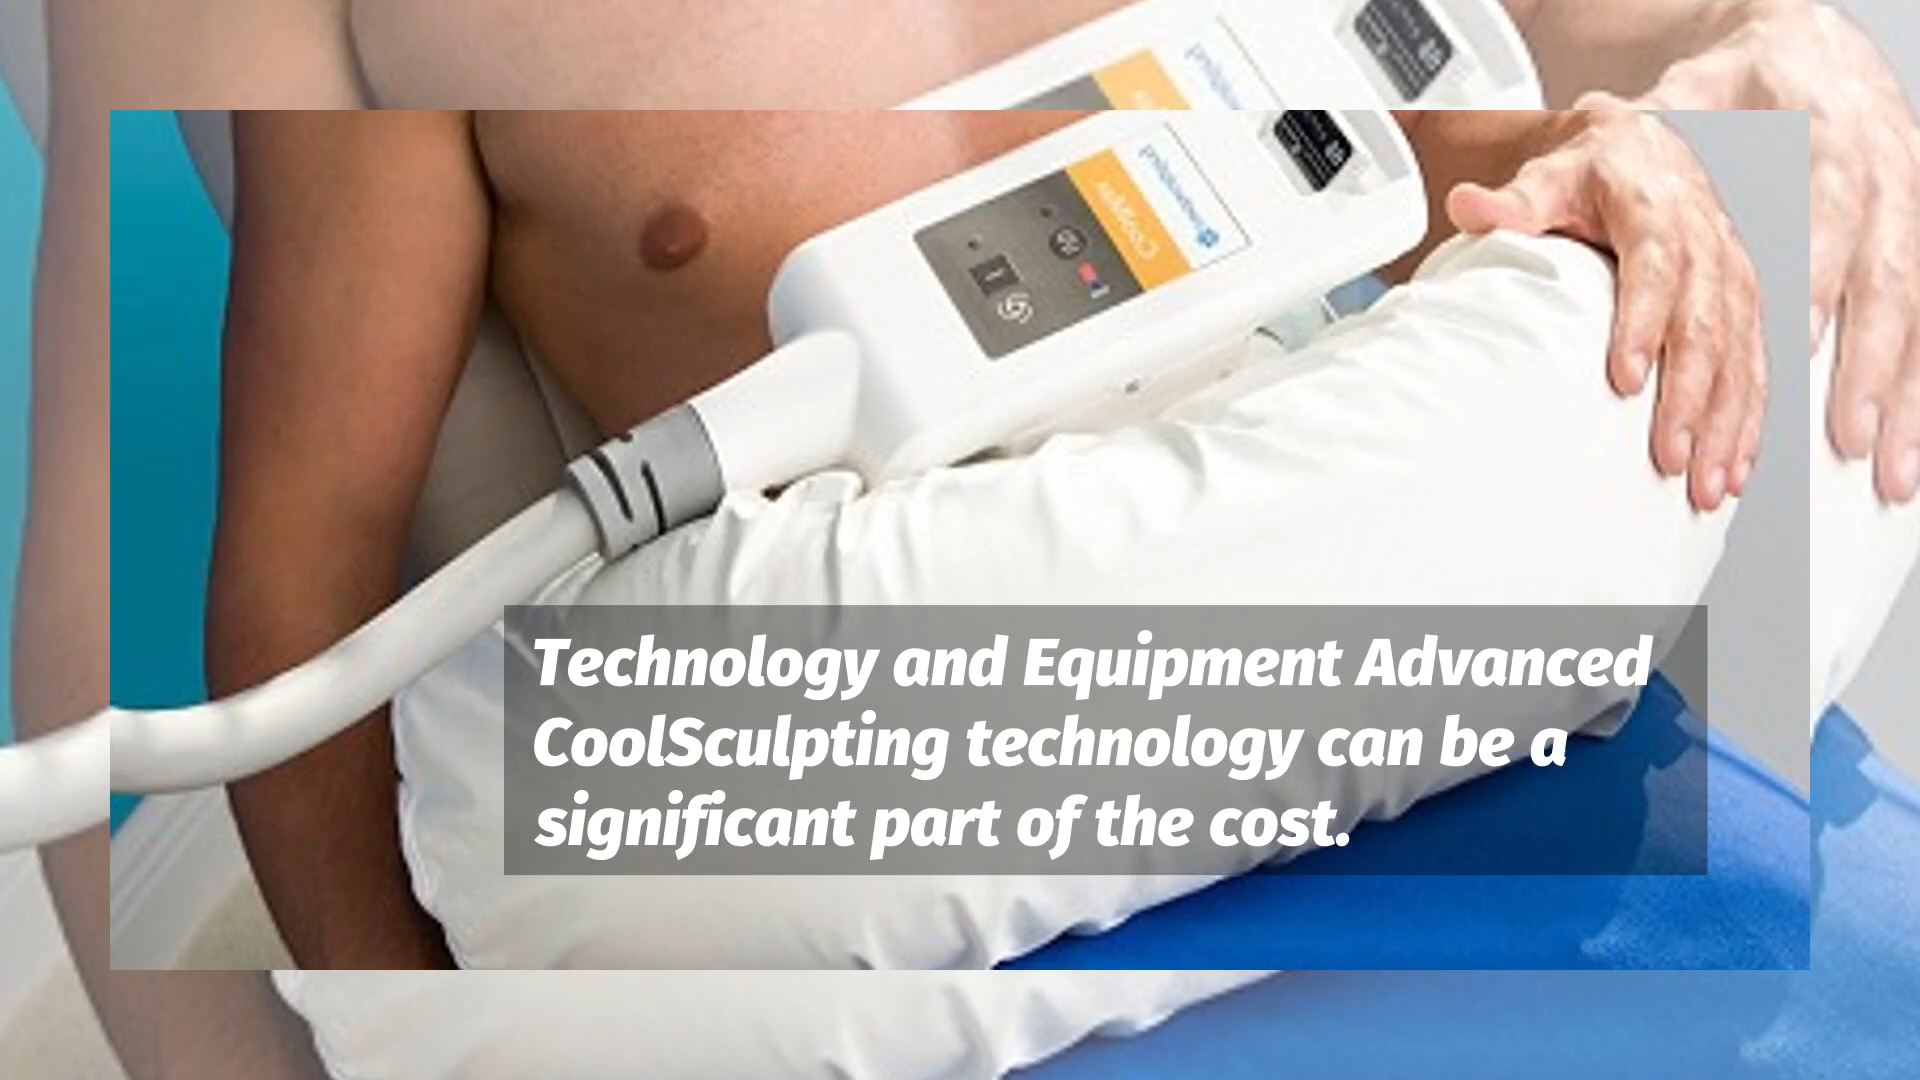 Technology and Equipment Advanced
CoolSculpting technology can be a
significant part of the cost.